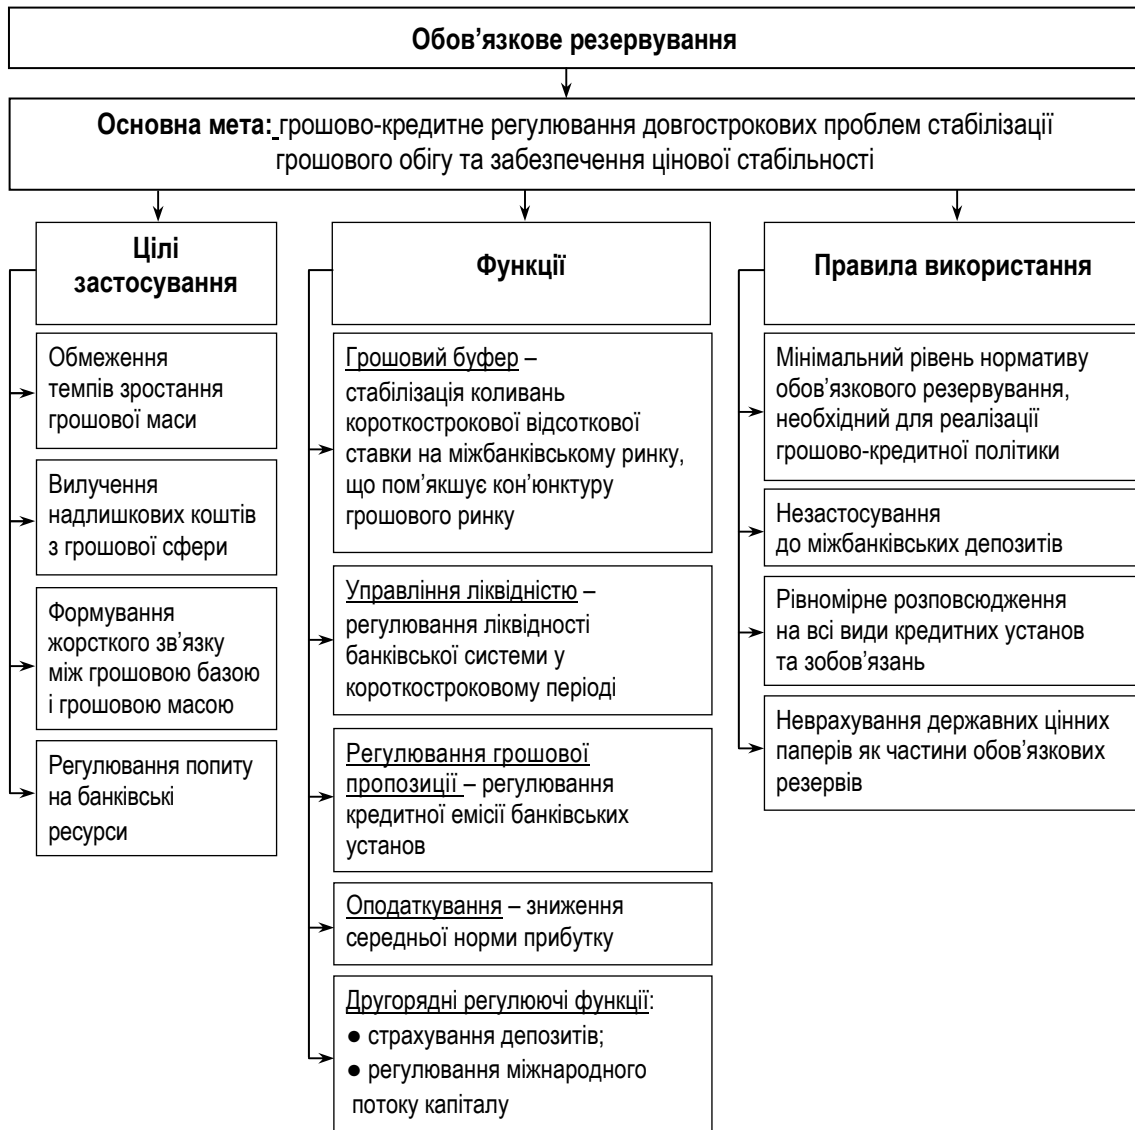 Обов’язкове резервування
Основна мета: грошово-кредитне регулювання довгострокових проблем стабілізації
грошового обігу та забезпечення цінової стабільності
Цілі
застосування
Обмеження
темпів зростання
грошової маси
Вилучення
надлишкових коштів
з грошової сфери
Формування
жорсткого зв’язку
між грошовою базою
і грошовою масою
Регулювання попиту
на банківські
ресурси
Функції
Грошовий буфер –
стабілізація коливань
короткострокової відсоткової
ставки на міжбанківському ринку,
що пом’якшує кон’юнктуру
грошового ринку
Управління ліквідністю –
регулювання ліквідності
банківської системи у
короткостроковому періоді
Регулювання грошової
пропозиції – регулювання
кредитної емісії банківських
установ
Оподаткування – зниження
середньої норми прибутку
Другорядні регулюючі функції:
● страхування депозитів;
● регулювання міжнародного
потоку капіталу
Правила використання
Мінімальний рівень нормативу
обов’язкового резервування,
необхідний для реалізації
грошово-кредитної політики
Незастосування
до міжбанківських депозитів
Рівномірне розповсюдження
на всі види кредитних установ
та зобов’язань
Неврахування державних цінних
паперів як частини обов’язкових
резервів